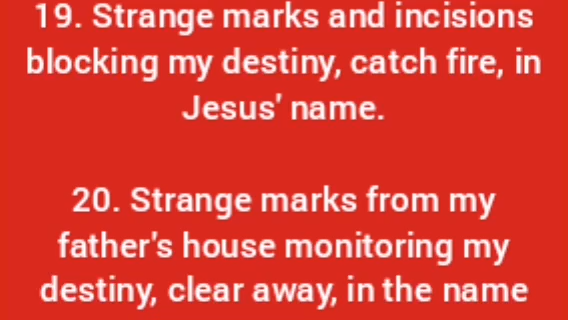 19. Strange marks and incisions
blocking my destiny, catch fire, in
Jesus' name.
20. Strange marks from my
father's house monitoring my
destiny, clear away, in the name